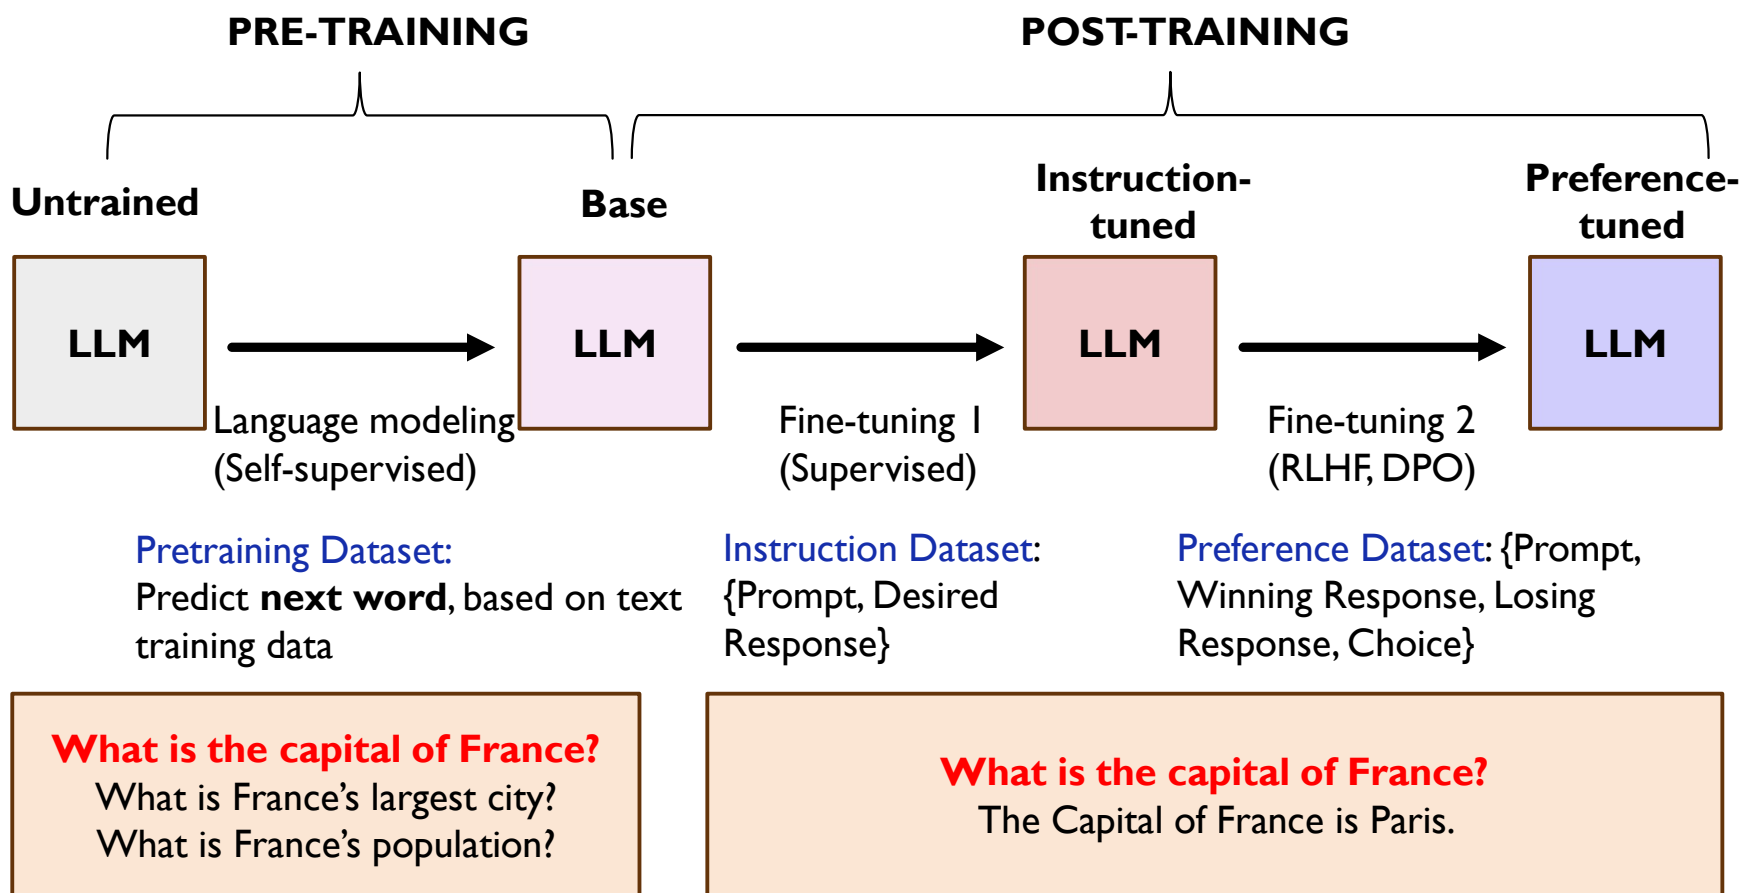 PRE-TRAINING
POST-TRAINING
Untrained
Base
Instruction-
tuned
Preference-
tuned
LLM
LLM
LLM
LLM
Language modeling
(Self-supervised)
Fine-tuning 1
(Supervised)
Fine-tuning 2
(RLHF, DPO)
Pretraining Dataset:
Predict next word, based on text
training data
Instruction Dataset:
{Prompt, Desired
Response}
Preference Dataset: {Prompt,
Winning Response, Losing
Response, Choice}
What is the capital of France?
What is France’s largest city?
What is France’s population?
What is the capital of France?
The Capital of France is Paris.